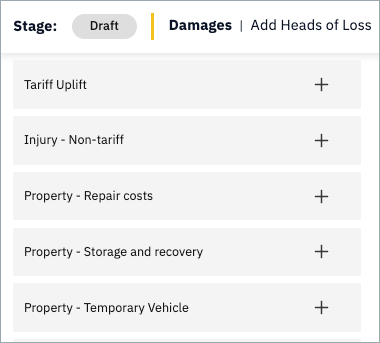 Stage: Draft Damages | Add Heads of Loss
Tariff Uplift
Injury - Non-tariff
Property - Repair costs
Property - Storage and recovery
Property - Temporary Vehicle